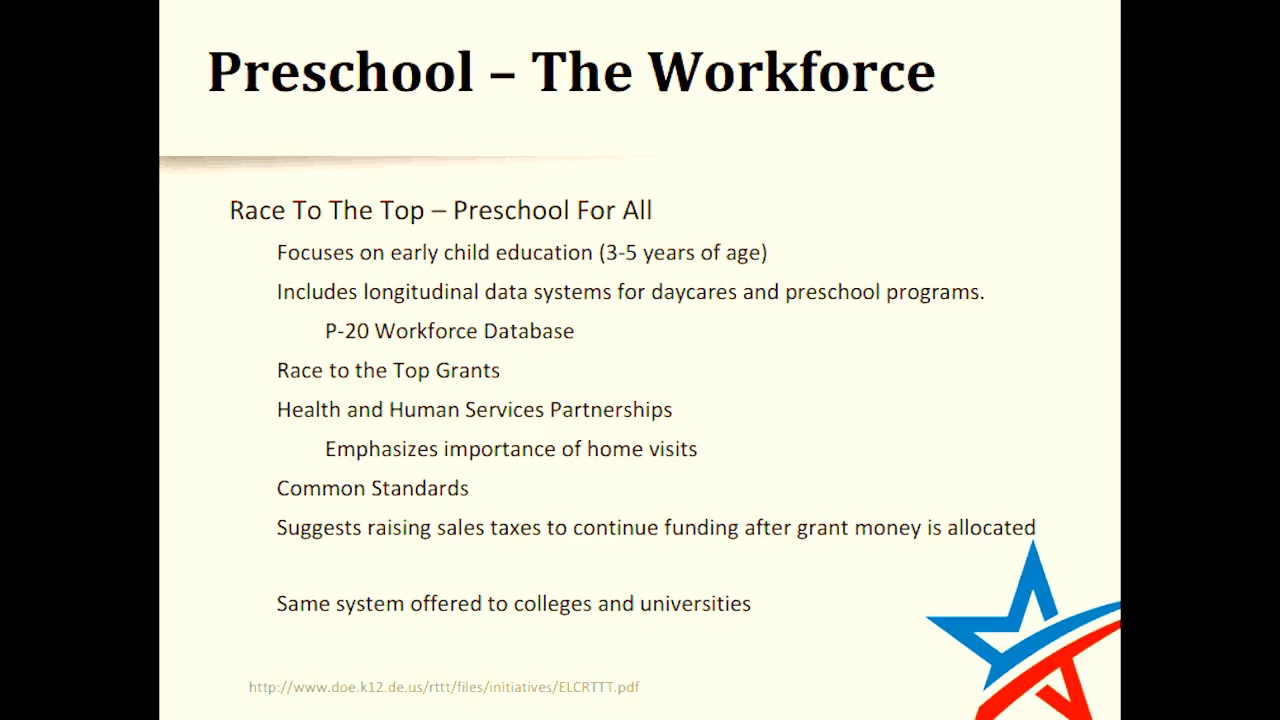 Preschool – The Workforce
Race To The Top – Preschool For All
Focuses on early child education (3-5 years of age)
Includes longitudinal data systems for daycares and preschool programs.
P-20 Workforce Database
Race to the Top Grants
Health and Human Services Partnerships
Emphasizes importance of home visits
Common Standards
Suggests raising sales taxes to continue funding after grant money is allocated
Same system offered to colleges and universities
http://www.doe.k12.de.us/rttt/files/initiatives/ELCRTTT.pdf